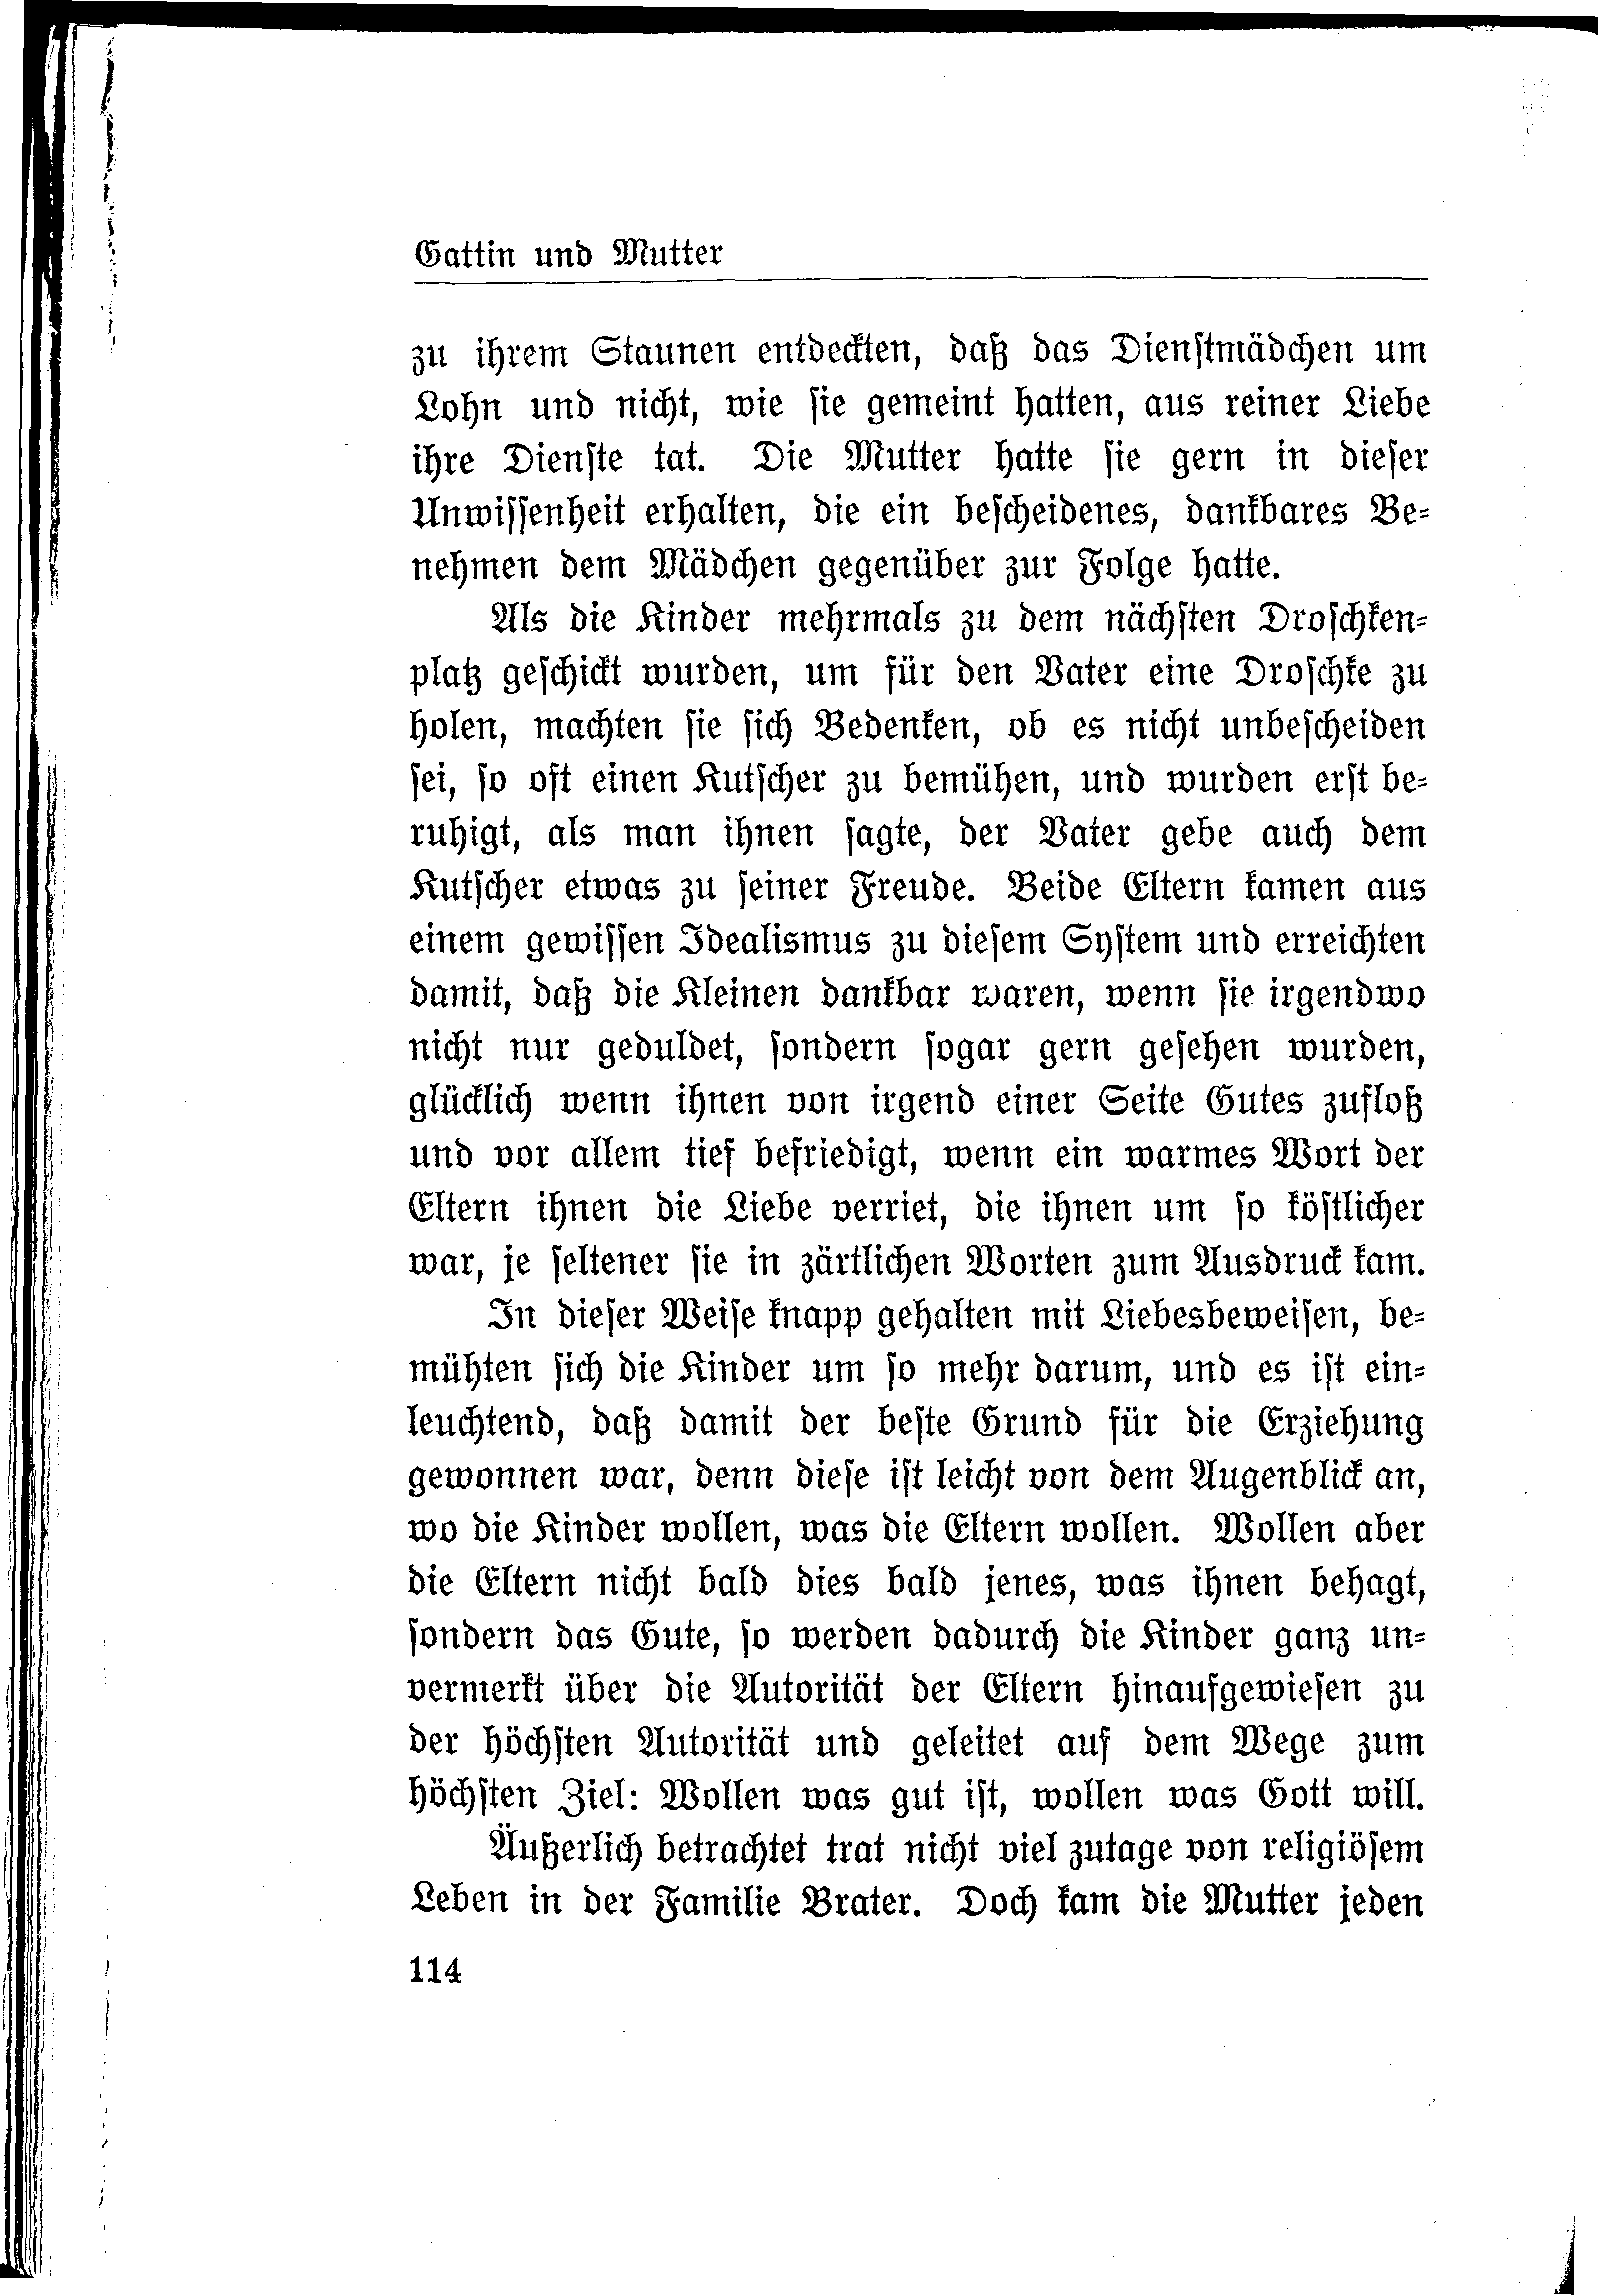 Gattin und Mutter
zu ihrem Staunen entdeckten, daß das Dienstmädchen um
Lohn und nicht, wie sie gemeint hatten, aus reiner Liebe
ihre Dienste tat. Die Mutter hatte sie gern in dieser
Unwissenheit erhalten, die ein bescheidenes, dankbares Be-
nehmen dem Mädchen gegenüber zur Folge hatte.
Als die Kinder mehrmals zu dem nächsten Droschken-
platz geschickt wurden, um für den Vater eine Droschke zu
holen, machten sie sich Bedenken, ob es nicht unbescheiden
sei, so oft einen Kutscher zu bemühen, und wurden erst be-
ruhigt, als man ihnen sagte, der Vater gebe auch dem
Kutscher etwas zu seiner Freude. Beide Eltern kamen aus
einem gewissen Idealismus zu diesem System und erreichten
damit, daß die Kleinen dankbar waren, wenn sie irgendwo
nicht nur geduldet, sondern sogar gern gesehen wurden,
glücklich wenn ihnen von irgend einer Seite Gutes zufloß
und vor allem tief befriedigt, wenn ein warmes Wort der
Eltern ihnen die Liebe verriet, die ihnen um so köstlicher
war, je seltener sie in zärtlichen Worten zum Ausdruck kam.
In dieser Weise knapp gehalten mit Liebesbeweisen, be-
mühten sich die Kinder um so mehr darum, und es ist ein-
leuchtend, daß damit der beste Grund für die Erziehung
gewonnen war, denn diese ist leicht von dem Augenblick an,
wo die Kinder wollen, was die Eltern wollen. Wollen aber
die Eltern nicht bald dies bald jenes, was ihnen behagt,
sondern das Gute, so werden dadurch die Kinder ganz un-
vermerkt über die Autorität der Eltern hinaufgewiesen zu
der höchsten Autorität und geleitet auf dem Wege zum
höchsten Ziel: Wollen was gut ist, wollen was Gott will.
Äußerlich betrachtet trat nicht viel zutage von religiösem
Leben in der Familie Brater. Doch kam die Mutter jeden
114